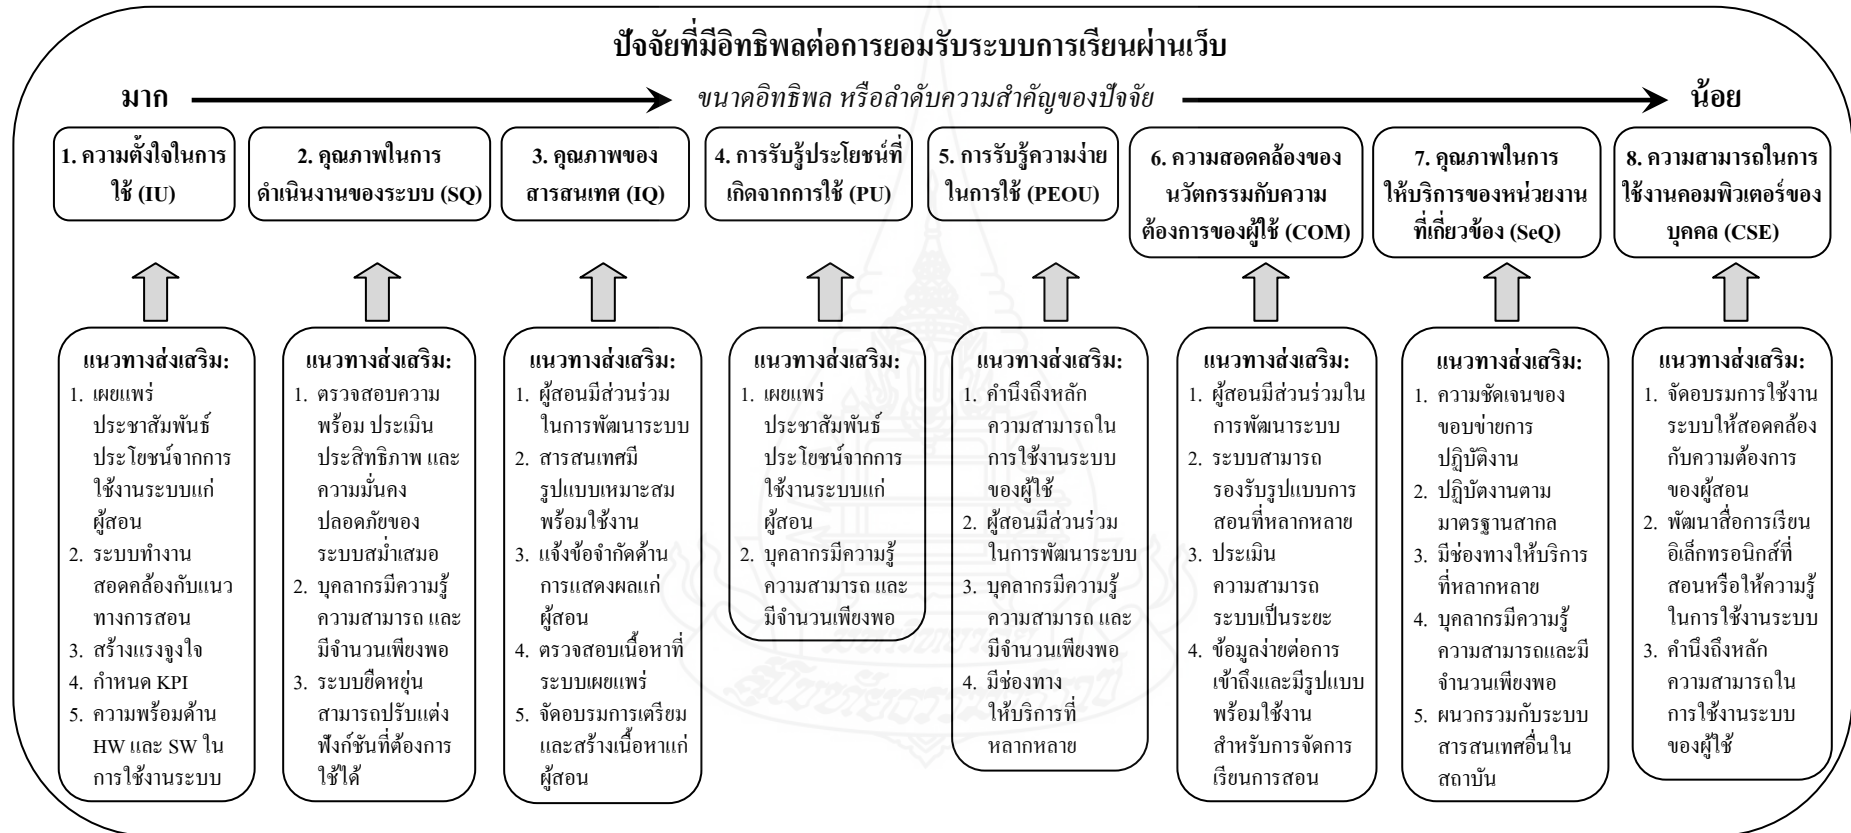 ปัจจัยที่มีอิทธิพลต่อการยอมรับระบบการเรียนผ่านเว็บ
มาก
ขนาดอิทธิพล หรือลำดับความสำคัญของปัจจัย
น้อย
1. ความตั้งใจในการ
ใช้ (IU)
2. คุณภาพในการ
ดำเนินงานของระบบ (SQ)
3. คุณภาพของ
สารสนเทศ (IQ)
4. การรับรู้ประโยชน์ที่
เกิดจากการใช้ (PU)
5. การรับรู้ความง่าย
ในการใช้ (PEOU)
6. ความสอดคล้องของ
นวัตกรรมกับความ
ต้องการของผู้ใช้ (COM)
7. คุณภาพในการ
ให้บริการของหน่วยงาน
ที่เกี่ยวข้อง (SeQ)
8. ความสามารถในการ
ใช้งานคอมพิวเตอร์ของ
บุคคล (CSE)
แนวทางส่งเสริม:
1. เผยแพร่
ประชาสัมพันธ์
ประโยชน์จากการ
ใช้งานระบบแก่
ผู้สอน
2. ระบบทำงาน
สอดคล้องกับแนว
ทางการสอน
3. สร้างแรงจูงใจ
4. กำหนด KPI
5. ความพร้อมด้าน
HW และ SW ใน
การใช้งานระบบ
แนวทางส่งเสริม:
1. ตรวจสอบความ
พร้อม ประเมิน
ประสิทธิภาพ และ
ความมั่นคง
ปลอดภัยของ
ระบบสม่ำเสมอ
2. บุคลากรมีความรู้
ความสามารถ และ
มีจำนวนเพียงพอ
3. ระบบยืดหยุ่น
สามารถปรับแต่ง
ฟังก์ชันที่ต้องการ
ใช้ได้
แนวทางส่งเสริม:
1. ผู้สอนมีส่วนร่วม
ในการพัฒนาระบบ
2. สารสนเทศมี
รูปแบบเหมาะสม
พร้อมใช้งาน
3. แจ้งข้อจำกัดด้าน
การแสดงผลแก่
ผู้สอน
4. ตรวจสอบเนื้อหาที่
ระบบเผยแพร่
5. จัดอบรมการเตรียม
และสร้างเนื้อหาแก่
ผู้สอน
แนวทางส่งเสริม:
1. เผยแพร่
ประชาสัมพันธ์
ประโยชน์จากการ
ใช้งานระบบแก่
ผู้สอน
2. บุคลากรมีความรู้
ความสามารถ และ
มีจำนวนเพียงพอ
แนวทางส่งเสริม:
1. คำนึงถึงหลัก
ความสามารถใน
การใช้งานระบบ
ของผู้ใช้
2. ผู้สอนมีส่วนร่วม
ในการพัฒนาระบบ
3. บุคลากรมีความรู้
ความสามารถ และ
มีจำนวนเพียงพอ
4. มีช่องทาง
ให้บริการที่
หลากหลาย
แนวทางส่งเสริม:
1. ผู้สอนมีส่วนร่วมใน
การพัฒนาระบบ
2. ระบบสามารถ
รองรับรูปแบบการ
สอนที่หลากหลาย
3. ประเมิน
ความสามารถ
ระบบเป็นระยะ
4. ข้อมูลง่ายต่อการ
เข้าถึงและมีรูปแบบ
พร้อมใช้งาน
สำหรับการจัดการ
เรียนการสอน
แนวทางส่งเสริม:
1. ความชัดเจนของ
ขอบข่ายการ
ปฏิบัติงาน
2. ปฏิบัติงานตาม
มาตรฐานสากล
3. มีช่องทางให้บริการ
ที่หลากหลาย
4. บุคลากรมีความรู้
ความสามารถและมี
จำนวนเพียงพอ
5. ผนวกรวมกับระบบ
สารสนเทศอื่นใน
สถาบัน
แนวทางส่งเสริม:
1. จัดอบรมการใช้งาน
ระบบให้สอดคล้อง
กับความต้องการ
ของผู้สอน
2. พัฒนาสื่อการเรียน
อิเล็กทรอนิกส์ที่
สอนหรือให้ความรู้
ในการใช้งานระบบ
3. คำนึงถึงหลัก
ความสามารถใน
การใช้งานระบบ
ของผู้ใช้